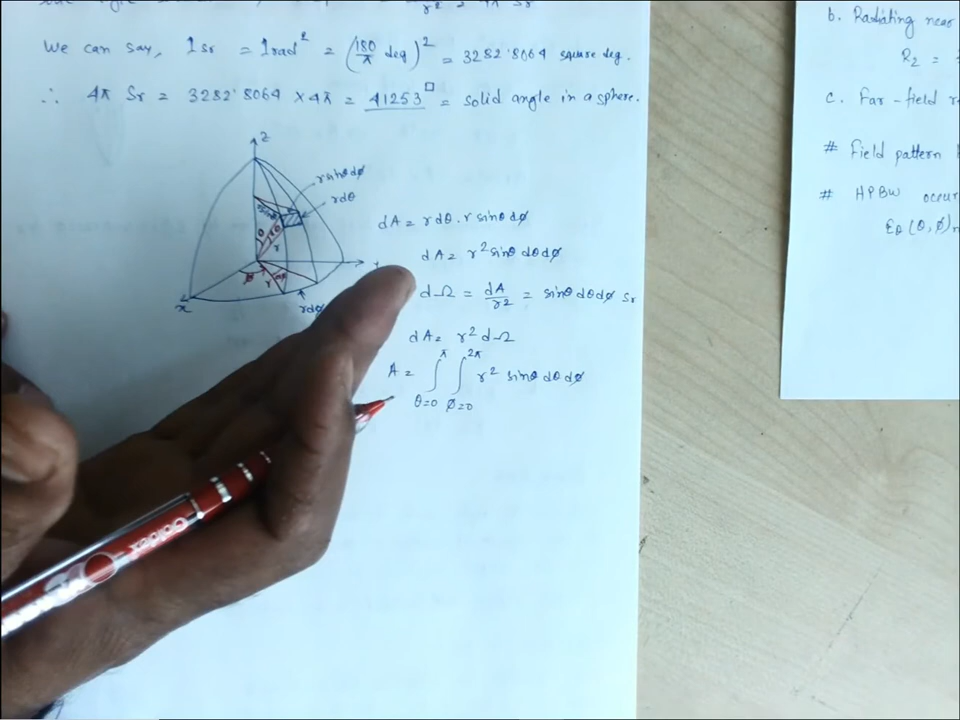 We can say, 1 Sr = 1 rad² = (180/π deg)² = 3282.8064 square deg.
∴ 4π Sr = 3282.8064 × 4π = 41253□ = solid angle in a sphere.
z
r sinθ dϕ
r dθ
θ
r
x
rdϕ
dA = r dθ . r sinθ dϕ
dA = r² sinθ dθ dϕ
dΩ = dA/r² = sinθ dθ dϕ Sr
dA = r² dΩ
A = ∫ ∫ r² sinθ dθ dϕ
π 2π
θ=0 ϕ=0
b. Radiating near
R₂ =
c. Far-field
# Field pattern
# HPBW occur
E_θ(θ,ϕ)n